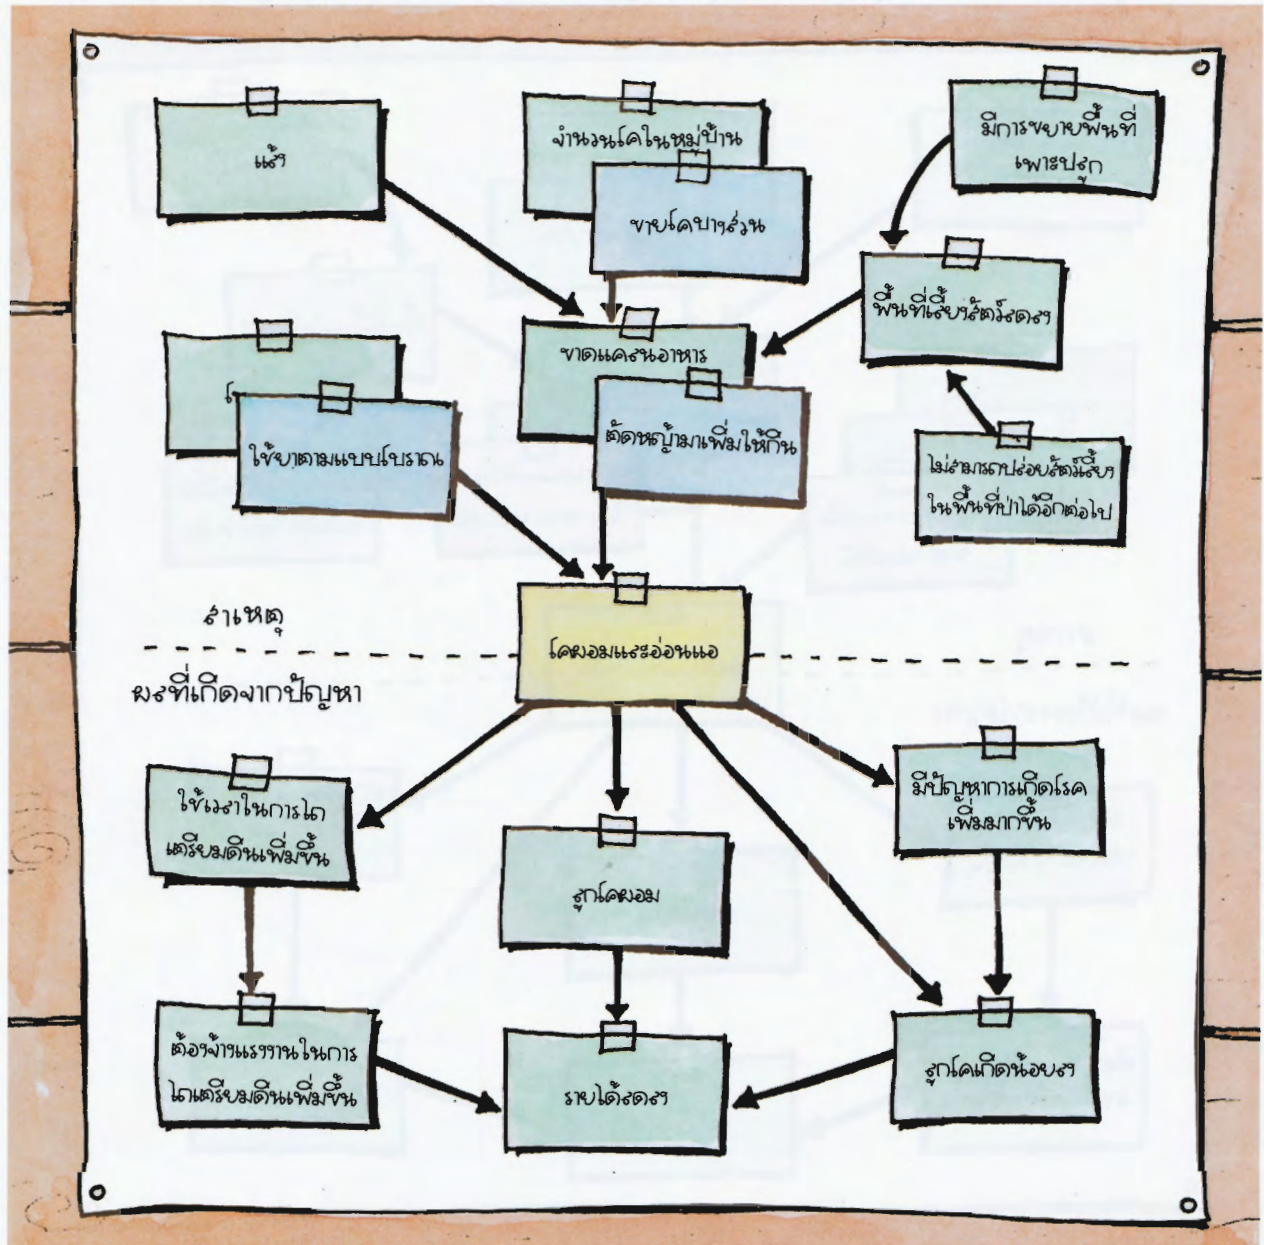 แล้ง
จำนวนโคในหมู่บ้าน
ขายโคบางส่วน
มีการขยายพื้นที่
เพาะปลูก
พื้นที่เลี้ยงสัตว์ลดลง
ขาดแคลนอาหาร
ตัดหญ้ามาเพิ่มให้กิน
ใช้ยาตามแบบโบราณ
ไม่สามารถปล่อยสัตว์เลี้ยง
ในพื้นที่ป่าได้อีกต่อไป
สาเหตุ
โคผอมและอ่อนแอ
ผลที่เกิดจากปัญหา
ใช้เวลาในการไถ
เตรียมดินเพิ่มขึ้น
ลูกโคผอม
มีปัญหาการเกิดโรค
เพิ่มมากขึ้น
ต้องจ้างแรงงานในการ
ไถเตรียมดินเพิ่มขึ้น
รายได้ลดลง
ลูกโคเกิดน้อยลง